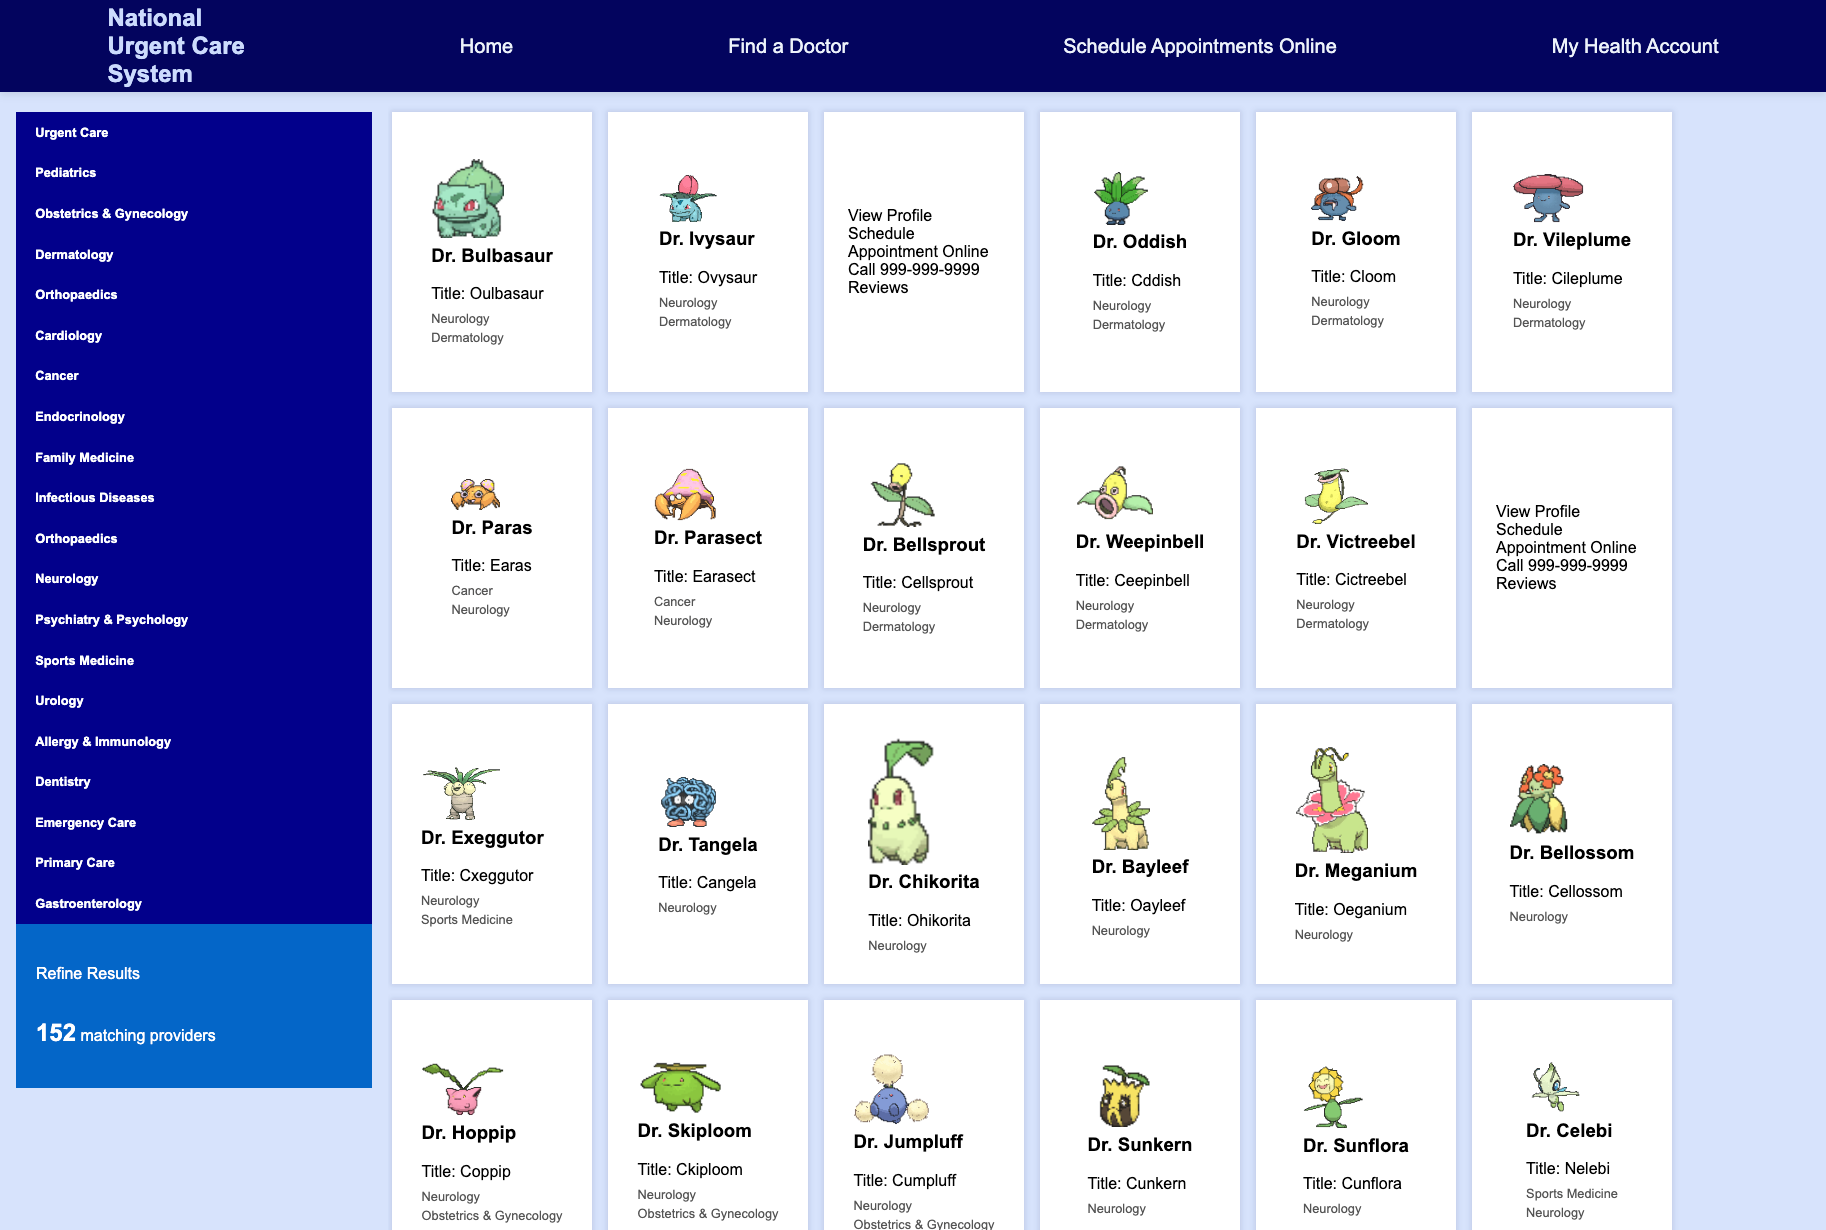 National
Urgent Care
System
Home
Find a Doctor
Schedule Appointments Online
My Health Account
Urgent Care
Pediatrics
Obstetrics & Gynecology
Dermatology
Orthopaedics
Cardiology
Cancer
Endocrinology
Family Medicine
Infectious Diseases
Orthopaedics
Neurology
Psychiatry & Psychology
Sports Medicine
Urology
Allergy & Immunology
Dentistry
Emergency Care
Primary Care
Gastroenterology
Refine Results
152 matching providers
Dr. Bulbasaur
Title: Oulbasaur
Neurology
Dermatology
Dr. Ivysaur
Title: Ovysaur
Neurology
Dermatology
View Profile
Schedule
Appointment Online
Call 999-999-9999
Reviews
Dr. Oddish
Title: Cddish
Neurology
Dermatology
Dr. Gloom
Title: Cloom
Neurology
Dermatology
Dr. Vileplume
Title: Cileplume
Neurology
Dermatology
Dr. Paras
Title: Earas
Cancer
Neurology
Dr. Parasect
Title: Earasect
Cancer
Neurology
Dr. Bellsprout
Title: Cellsprout
Neurology
Dermatology
Dr. Weepinbell
Title: Ceepinbell
Neurology
Dermatology
Dr. Victreebel
Title: Cictreebel
Neurology
Dermatology
View Profile
Schedule
Appointment Online
Call 999-999-9999
Reviews
Dr. Exeggutor
Title: Cxeggutor
Neurology
Sports Medicine
Dr. Tangela
Title: Cangela
Neurology
Dr. Chikorita
Title: Ohikorita
Neurology
Dr. Bayleef
Title: Oayleef
Neurology
Dr. Meganium
Title: Oeganium
Neurology
Dr. Bellossom
Title: Cellossom
Neurology
Dr. Hoppip
Title: Coppip
Neurology
Obstetrics & Gynecology
Dr. Skiploom
Title: Ckiploom
Neurology
Obstetrics & Gynecology
Dr. Jumpluff
Title: Cumpluff
Neurology
Obstetrics & Gynecology
Dr. Sunkern
Title: Cunkern
Neurology
Dr. Sunflora
Title: Cunflora
Neurology
Dr. Celebi
Title: Nelebi
Sports Medicine
Neurology